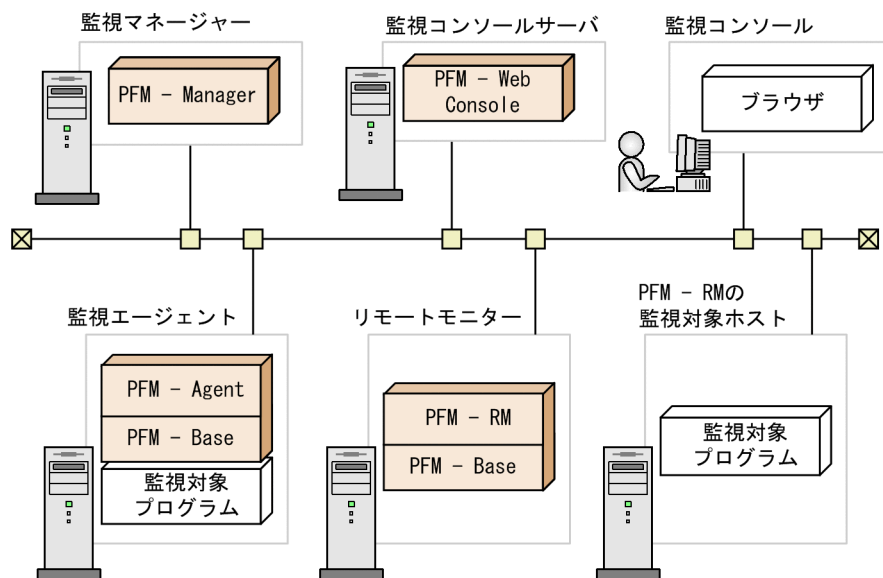 監視マネージャー
監視コンソールサーバ
監視コンソール
PFM － Manager
PFM － Web
Console
ブラウザ
監視エージェント
リモートモニター
PFM － RMの
監視対象ホスト
PFM － Agent
PFM － Base
監視対象
プログラム
PFM － RM
PFM － Base
監視対象
プログラム